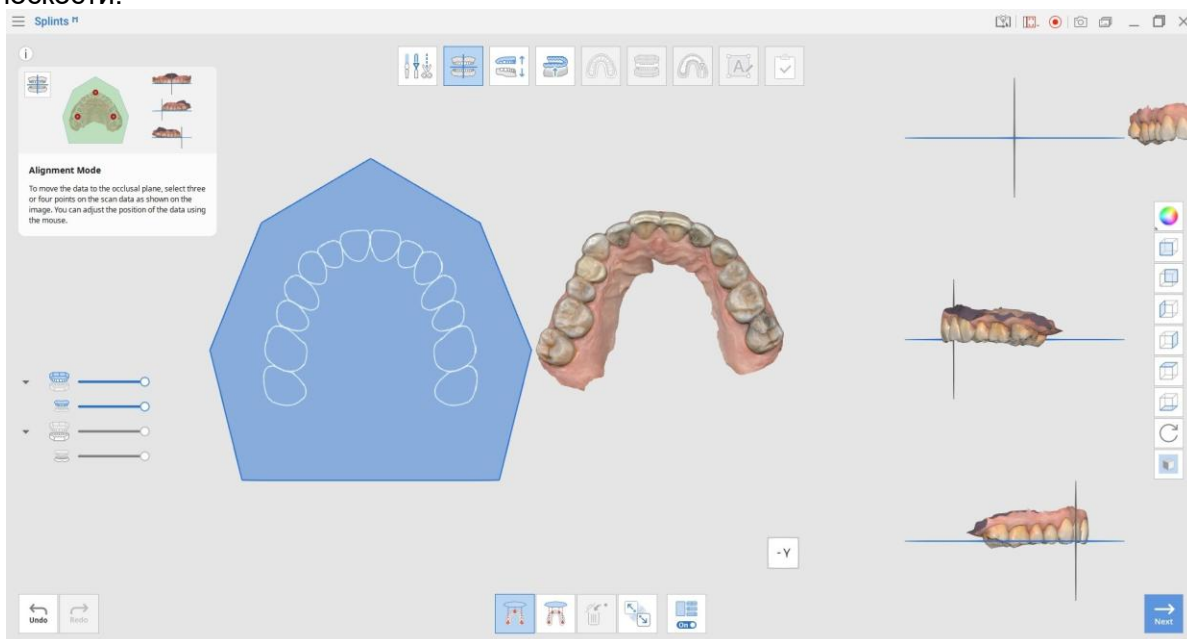 Splints M
Alignment Mode
To move the data to the occlusal plane, select three
or four points on the scan data as shown on the
image. You can adjust the position of the data using
the mouse.
- Y
Undo
Redo
On
Next